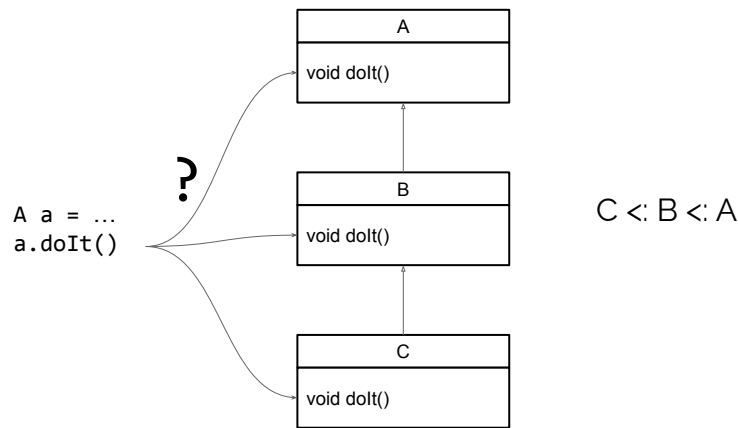 A
void doIt()
?
B
void doIt()
A a = …
a.doIt()
C <: B <: A
C
void doIt()